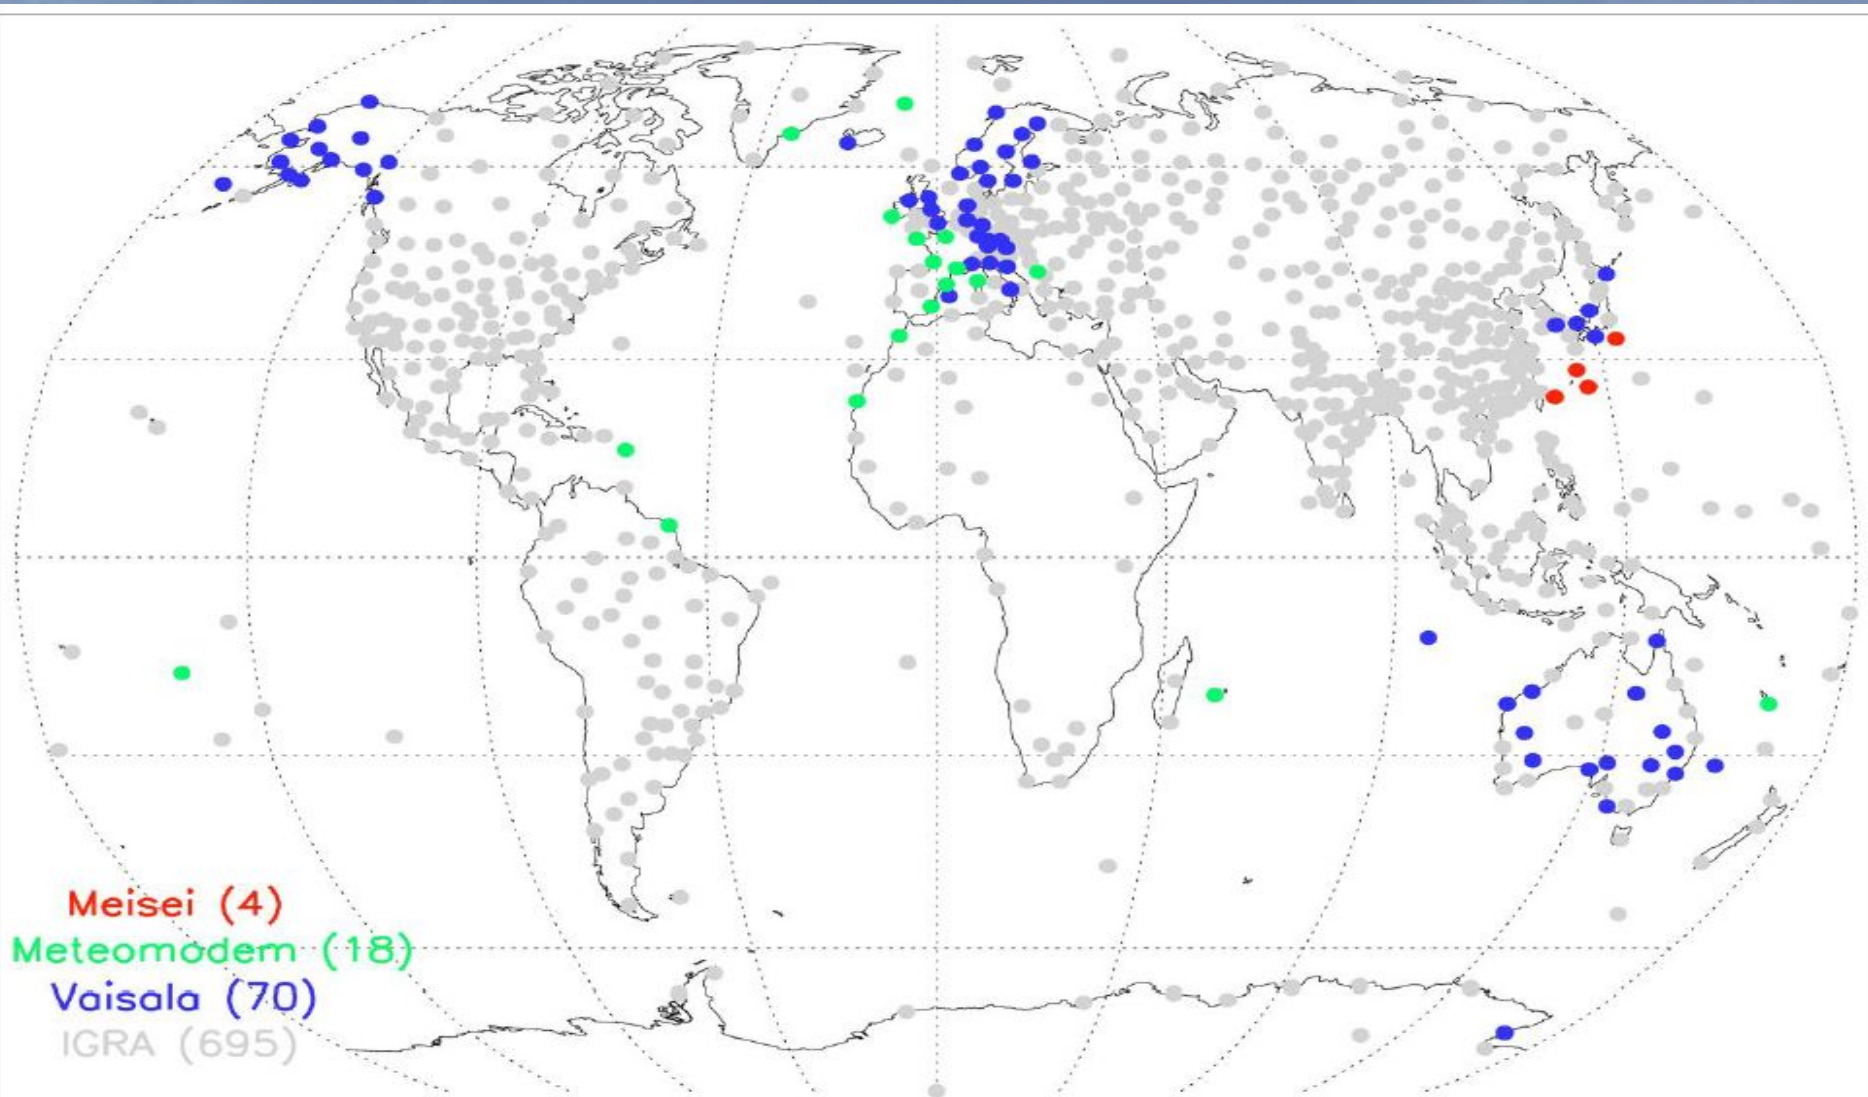 Meisei (4)
Meteomodem (18)
Vaisala (70)
IGRA (695)